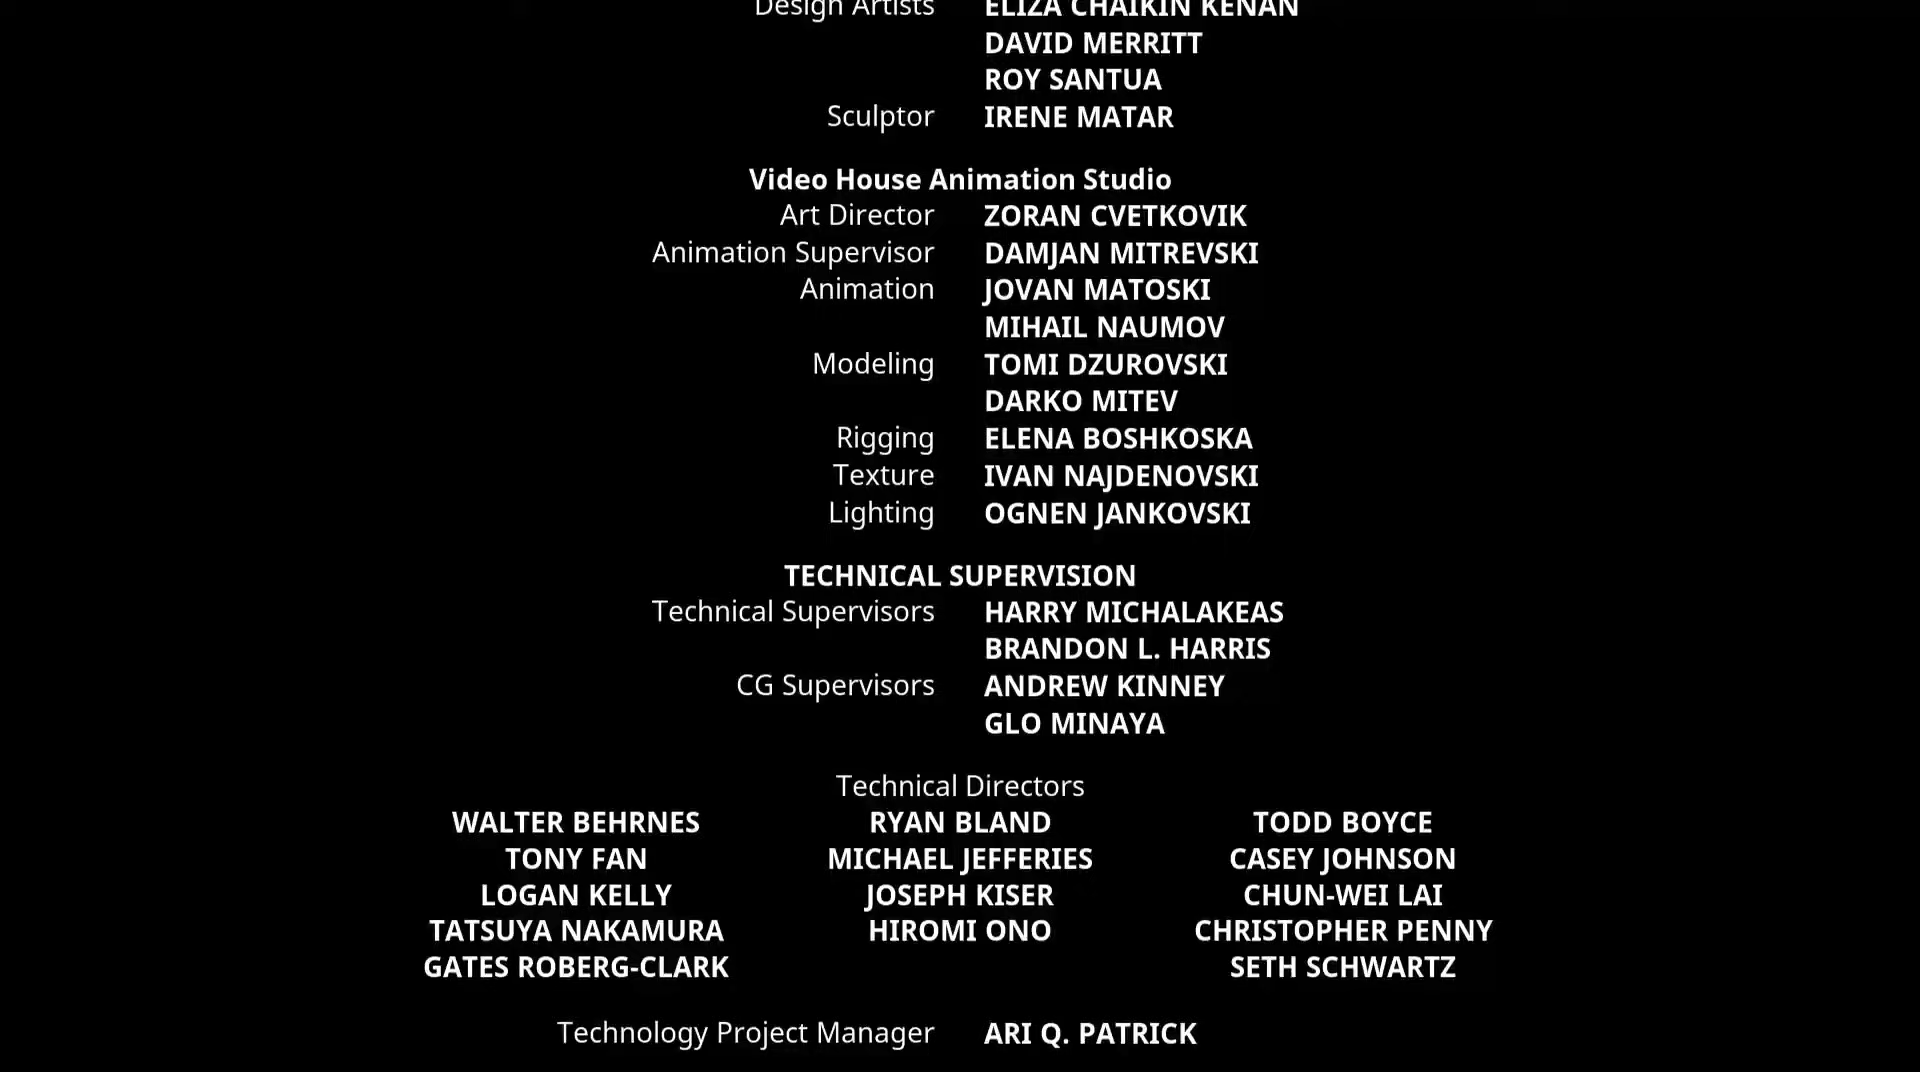 Design Artists ELIZA CHAIKIN KENAN
DAVID MERRITT
ROY SANTUA
Sculptor IRENE MATAR
Video House Animation Studio
Art Director ZORAN CVETKOVIK
Animation Supervisor DAMJAN MITREVSKI
Animation JOVAN MATOSKI
MIHAIL NAUMOV
Modeling TOMI DZUROVSKI
DARKO MITEV
Rigging ELENA BOSHKOSKA
Texture IVAN NAJDENOVSKI
Lighting OGNEN JANKOVSKI
TECHNICAL SUPERVISION
Technical Supervisors HARRY MICHALAKEAS
BRANDON L. HARRIS
CG Supervisors ANDREW KINNEY
GLO MINAYA
Technical Directors
WALTER BEHRNES RYAN BLAND TODD BOYCE
TONY FAN MICHAEL JEFFERIES CASEY JOHNSON
LOGAN KELLY JOSEPH KISER CHUN-WEI LAI
TATSUYA NAKAMURA HIROMI ONO CHRISTOPHER PENNY
GATES ROBERG-CLARK SETH SCHWARTZ
Technology Project Manager ARI Q. PATRICK